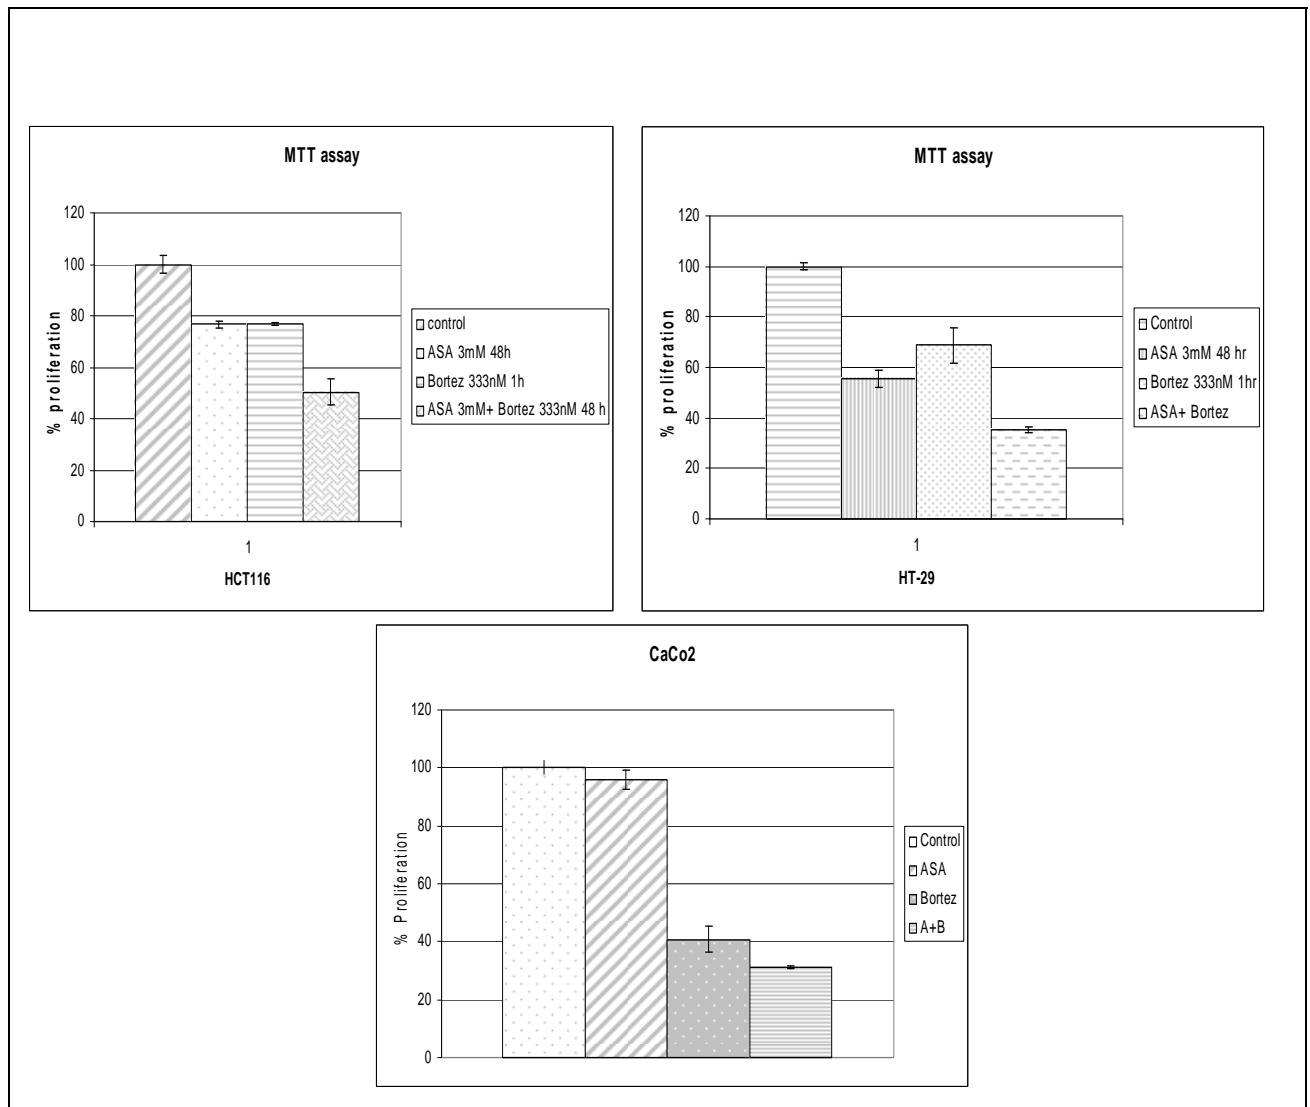 MTT assay
120
100
80
60
40
20
0
% proliferation
1
HCT116
control
ASA 3mM 48h
Bortez 333nM 1h
ASA 3mM+ Bortez 333nM 48 h
MTT assay
120
100
80
60
40
20
0
% proliferation
1
HT-29
Control
ASA 3mM 48 hr
Bortez 333nM 1hr
ASA+ Bortez
CaCo2
120
100
80
60
40
20
0
% Proliferation
Control
ASA
Bortez
A+B